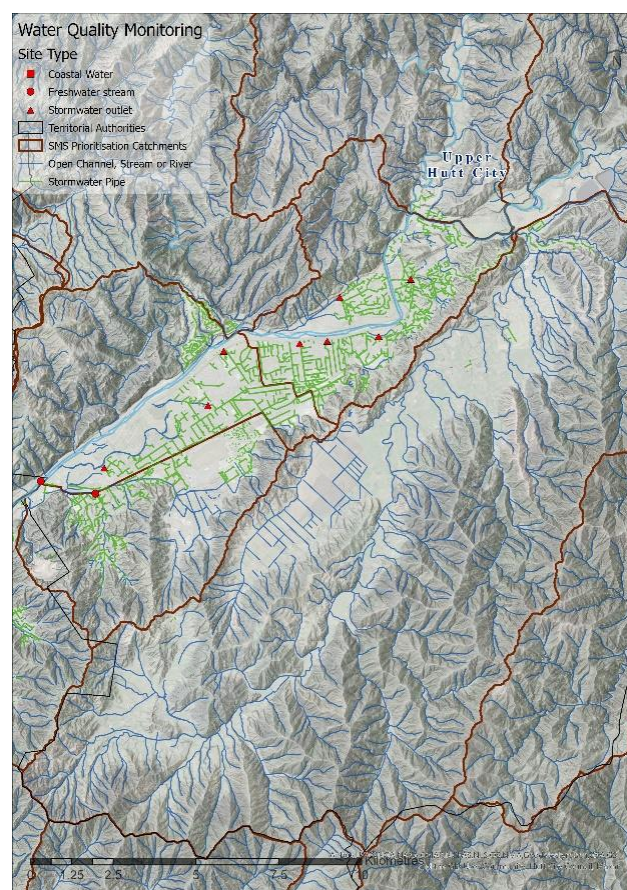 Water Quality Monitoring
Site Type
Coastal Water
Freshwater stream
Stormwater outlet
Territorial Authorities
SMS Prioritisation Catchments
Open Channel, Stream or River
Stormwater Pipe
Upper
Hutt City
Kilometres
0 1.25 2.5 5 7.5 10